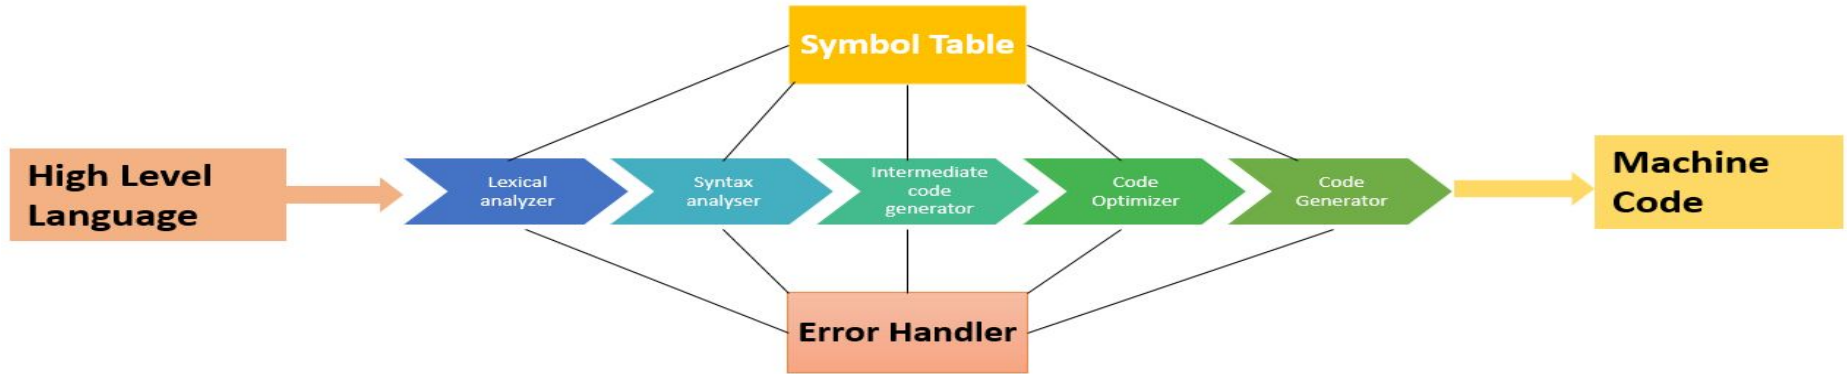 Symbol Table
High Level
Language
Lexical
analyzer
Syntax
analyser
Intermediate
code
generator
Code
Optimizer
Code
Generator
Machine
Code
Error Handler